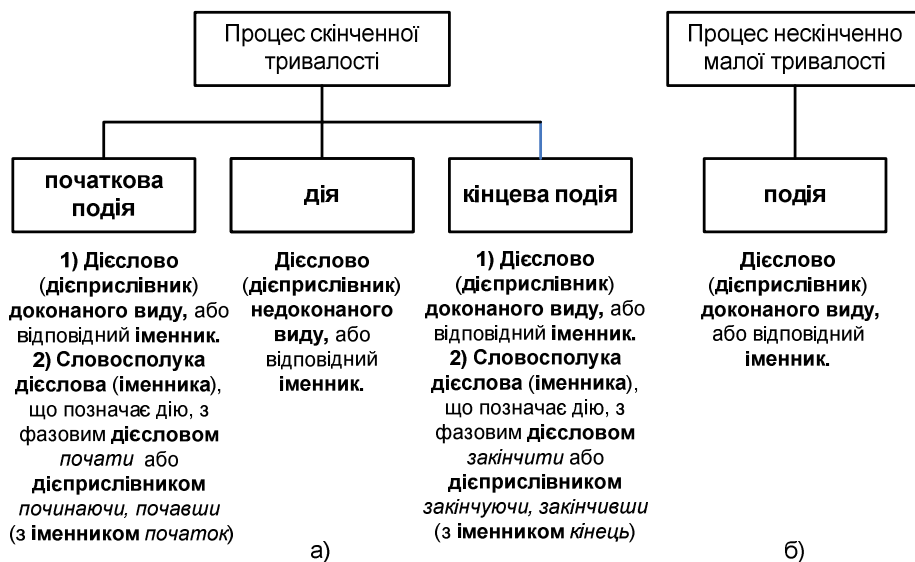 Процес скінченної
тривалості
Процес нескінченно
малої тривалості
початкова
подія
дія
кінцева подія
подія
1) Дієслово
(дієприслівник)
доконаного виду, або
відповідний іменник.
2) Словосполука
дієслова (іменника),
що позначає дію, з
фазовим дієсловом
почати або
дієприслівником
починаючи, почавши
(з іменником початок)
Дієслово
(дієприслівник)
недоконаного
виду, або
відповідний
іменник.
1) Дієслово
(дієприслівник)
доконаного виду, або
відповідний іменник.
2) Словосполука
дієслова (іменника),
що позначає дію, з
фазовим дієсловом
закінчити або
дієприслівником
закінчуючи, закінчивши
(з іменником кінець)
Дієслово
(дієприслівник)
доконаного виду,
або відповідний
іменник.
а)
б)